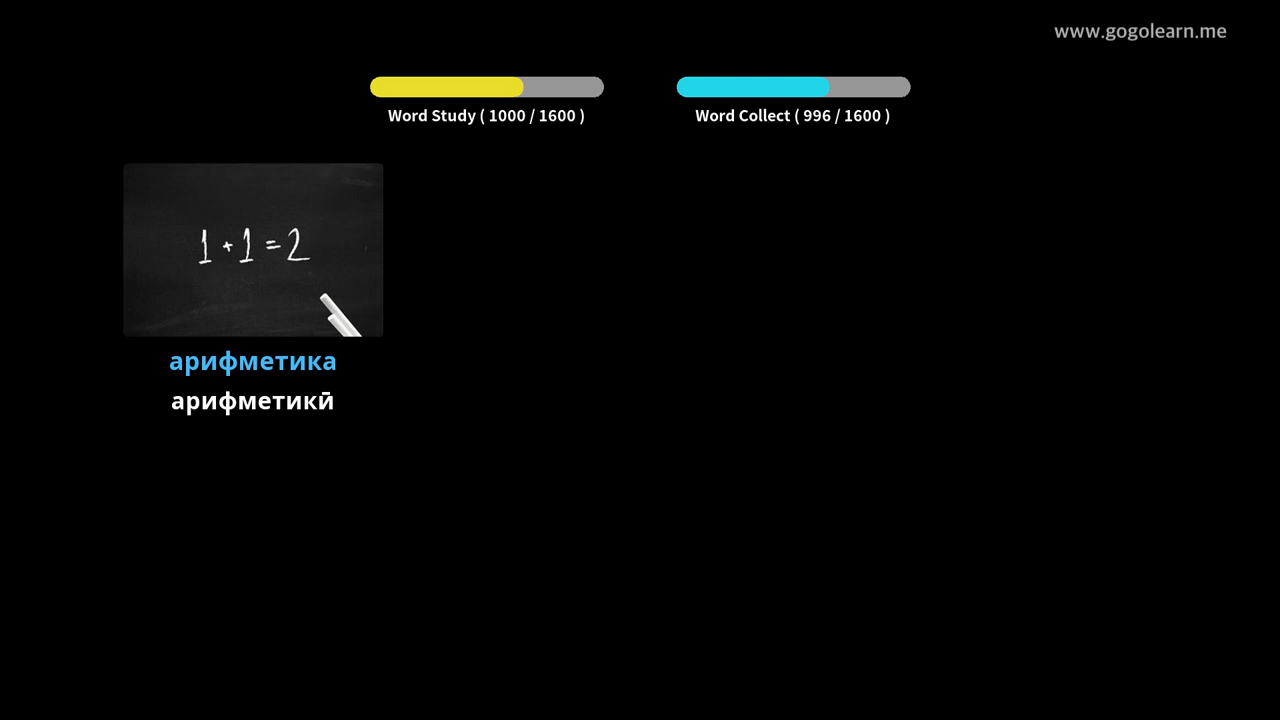 www.gogolearn.me
Word Study ( 1000 / 1600 )
Word Collect ( 996 / 1600 )
1 + 1 = 2
арифметика
арифметикӣ